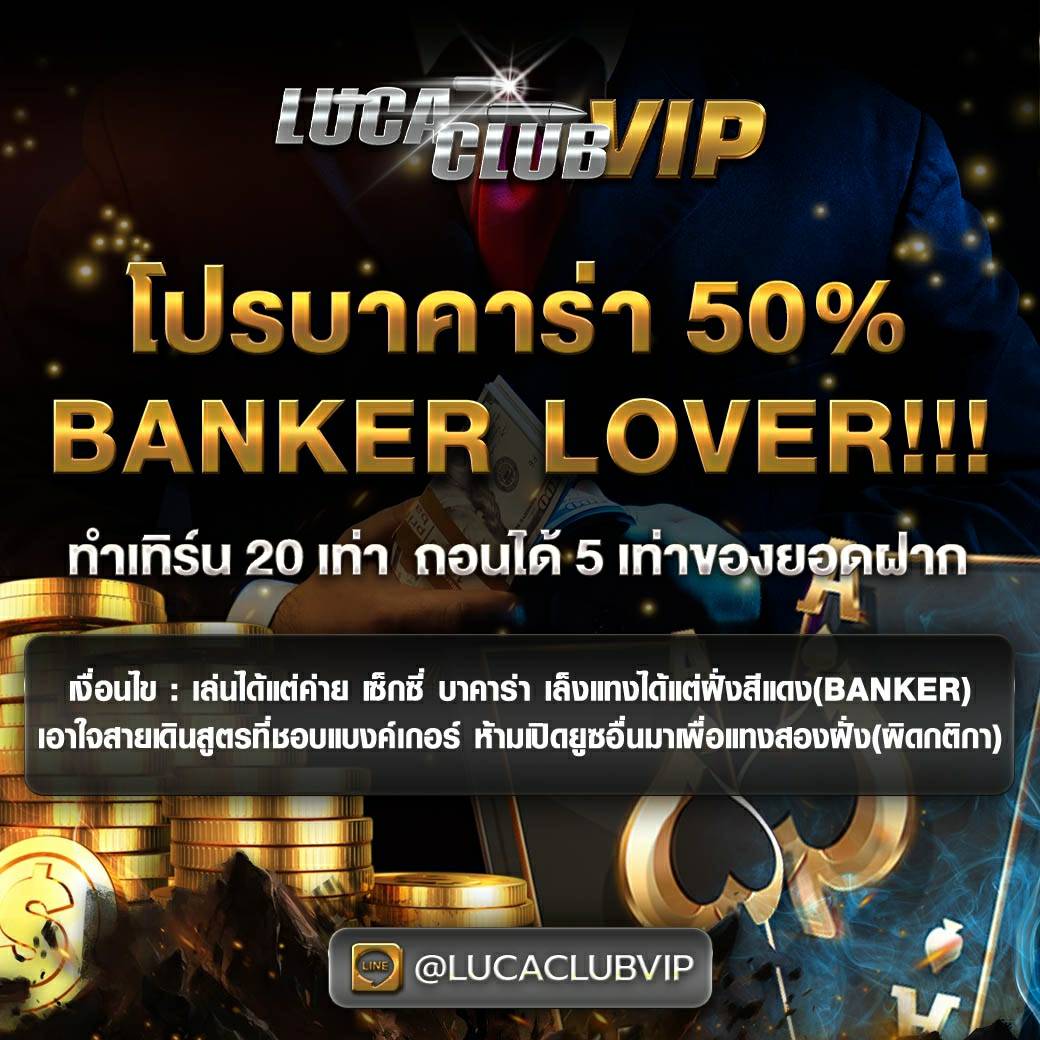 LUCA CLUB VIP
โปรบาคาร่า 50%
BANKER LOVER!!!
ทำเทิร์น 20 เท่า ถอนได้ 5 เท่าของยอดฝาก
เงื่อนไข : เล่นได้แต่ค่าย เซ็กซี่ บาคาร่า เล็งแทงได้แต่ฝั่งสีแดง(BANKER)
เอาใจสายเดินสูตรที่ชอบแบงค์เกอร์ ห้ามเปิดยูซอื่นมาเพื่อแทงสองฝั่ง(ผิดกติกา)
LINE @LUCACLUBVIP